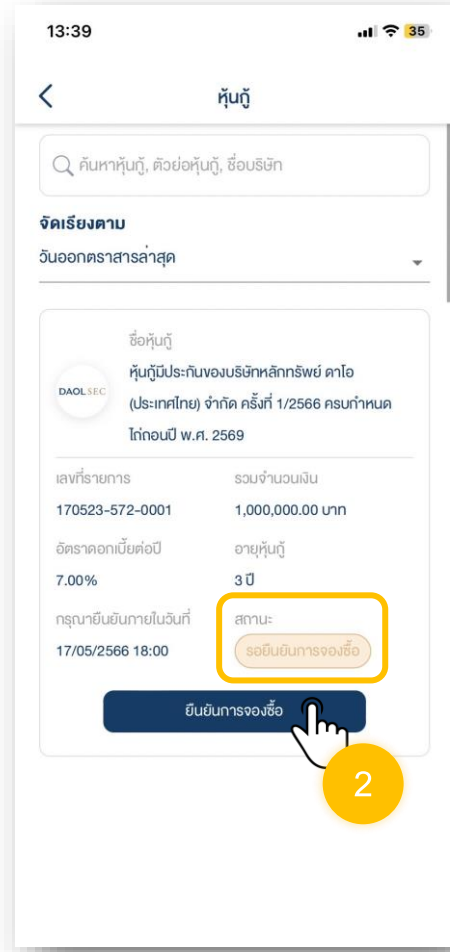 13:39
35
หุ้นกู้
ค้นหาหุ้นกู้, ตัวย่อหุ้นกู้, ชื่อบริษัท
จัดเรียงตาม
วันออกตราสารล่าสุด
ชื่อหุ้นกู้
DAOL SEC
หุ้นกู้มีประกันของบริษัทหลักทรัพย์ ดาโอ
(ประเทศไทย) จำกัด ครั้งที่ 1/2566 ครบกำหนด
ไถ่ถอนปี พ.ศ. 2569
เลขที่รายการ รวมจำนวนเงิน
170523-572-0001 1,000,000.00 บาท
อัตราดอกเบี้ยต่อปี อายุหุ้นกู้
7.00% 3 ปี
กรุณายืนยันภายในวันที่ สถานะ
17/05/2566 18:00 รอยืนยันการจองซื้อ
ยืนยันการจองซื้อ
2